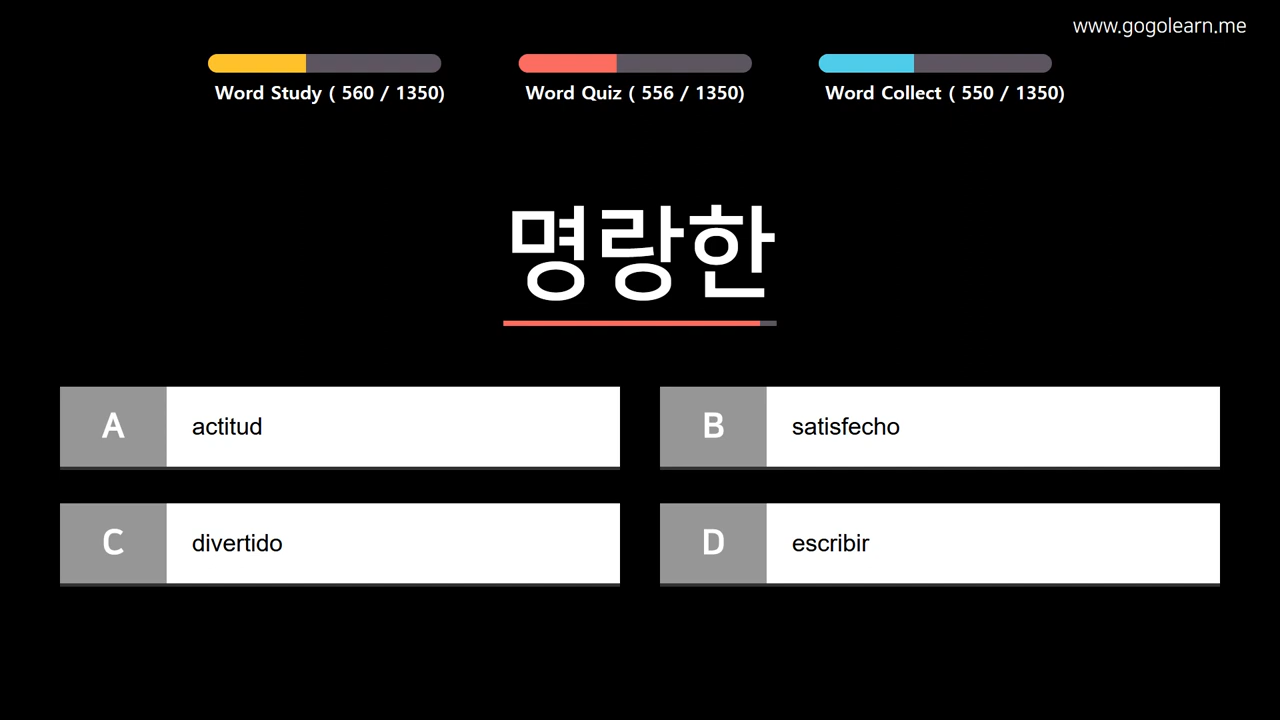 www.gogolearn.me
Word Study ( 560 / 1350)
Word Quiz ( 556 / 1350)
Word Collect ( 550 / 1350)
명랑한
A actitud
B satisfecho
C divertido
D escribir